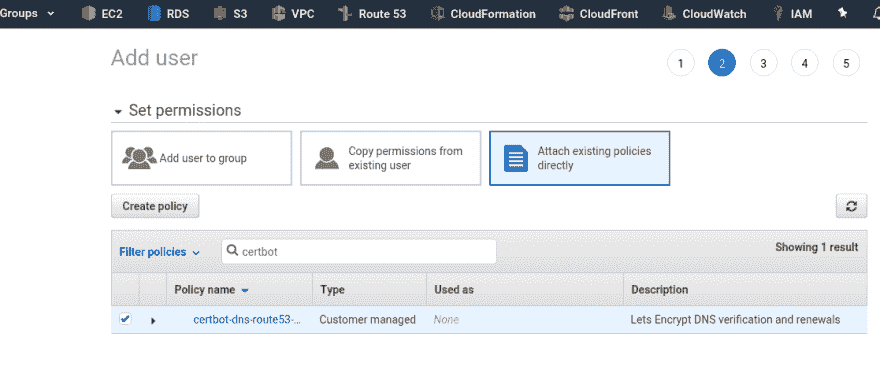 Groups EC2 RDS S3 VPC Route 53 CloudFormation CloudFront CloudWatch IAM
Add user
1 2 3 4 5
Set permissions
Add user to group
Copy permissions from
existing user
Attach existing policies
directly
Create policy
Filter policies
certbot
Showing 1 result
Policy name Type Used as Description
certbot-dns-route53-... Customer managed None Lets Encrypt DNS verification and renewals